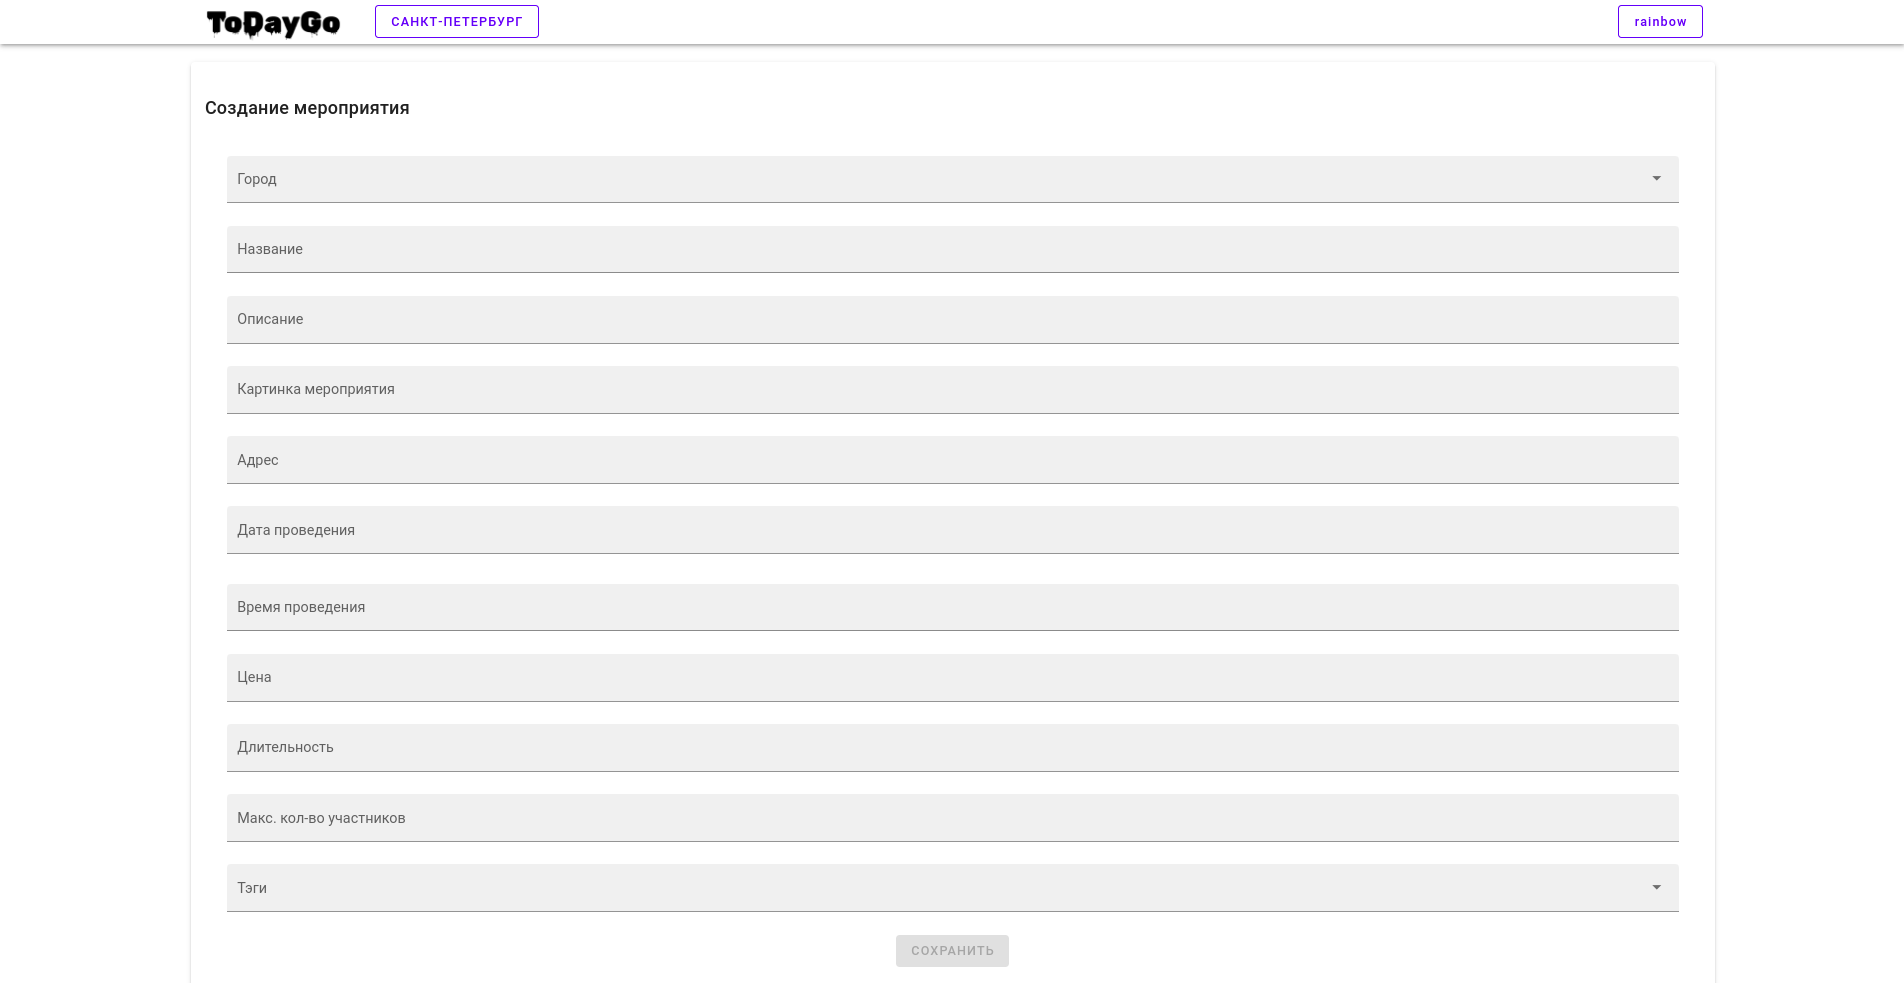 ToDayGo САНКТ-ПЕТЕРБУРГ rainbow
Создание мероприятия
Город
Название
Описание
Картинка мероприятия
Адрес
Дата проведения
Время проведения
Цена
Длительность
Макс. кол-во участников
Тэги
СОХРАНИТЬ